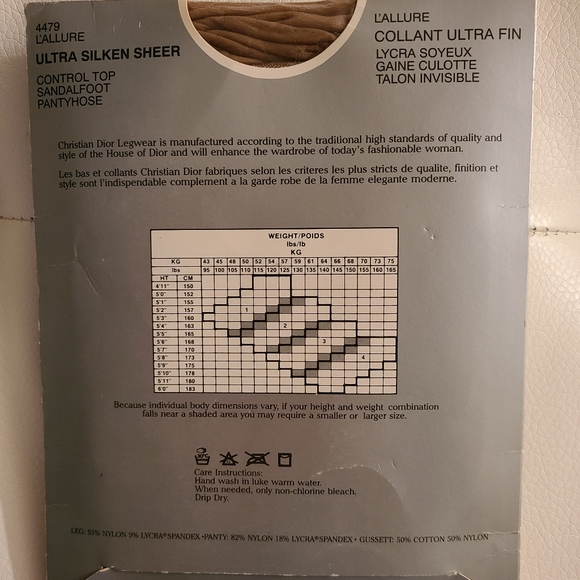 4479
L'ALLURE
ULTRA SILKEN SHEER
CONTROL TOP
SANDALFOOT
PANTYHOSE
L'ALLURE
COLLANT ULTRA FIN
LYCRA SOYEUX
GAINE CULOTTE
TALON INVISIBLE
Christian Dior Legwear is manufactured according to the traditional high standards of quality and
style of the House of Dior and will enhance the wardrobe of today's fashionable woman.
Les bas et collants Christian Dior fabriques selon les criteres les plus stricts de qualite, finition et
style sont l'indispendable complement a la garde robe de la femme elegante moderne.
WEIGHT/POIDS
lbs/lb
KG
KG 43 45 48 50 52 54 57 59 61 64 66 68 70 73 75
lbs 95 100 105 110 115 120 125 130 135 140 145 150 155 160 165
HT CM
4'11" 150
5'0" 152
5'1" 155
5'2" 157 1
5'3" 160
5'4" 163 2
5'5" 165
5'6" 168 3
5'7" 170
5'8" 173 4
5'9" 175
5'10" 178
5'11" 180
6'0" 183
Because individual body dimensions vary, if your height and weight combination
falls near a shaded area you may require a smaller or larger size.
Care Instructions:
Hand wash in luke warm water.
When needed, only non-chlorine bleach.
Drip Dry.
LEG: 91% NYLON 9% LYCRA® SPANDEX • PANTY: 82% NYLON 18% LYCRA® SPANDEX • GUSSETT: 50% COTTON 50% NYLON